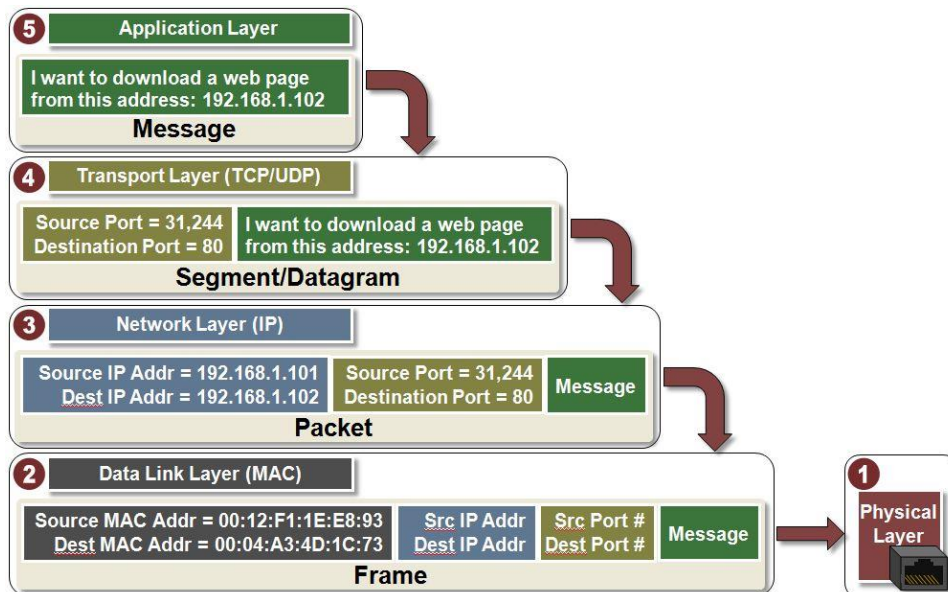 5
Application Layer
I want to download a web page
from this address: 192.168.1.102
Message
4
Transport Layer (TCP/UDP)
Source Port = 31,244
Destination Port = 80
I want to download a web page
from this address: 192.168.1.102
Segment/Datagram
3
Network Layer (IP)
Source IP Addr = 192.168.1.101
Dest IP Addr = 192.168.1.102
Source Port = 31,244
Destination Port = 80
Message
Packet
2
Data Link Layer (MAC)
Source MAC Addr = 00:12:F1:1E:E8:93
Dest MAC Addr = 00:04:A3:4D:1C:73
Src IP Addr
Dest IP Addr
Src Port #
Dest Port #
Message
Frame
1
Physical
Layer